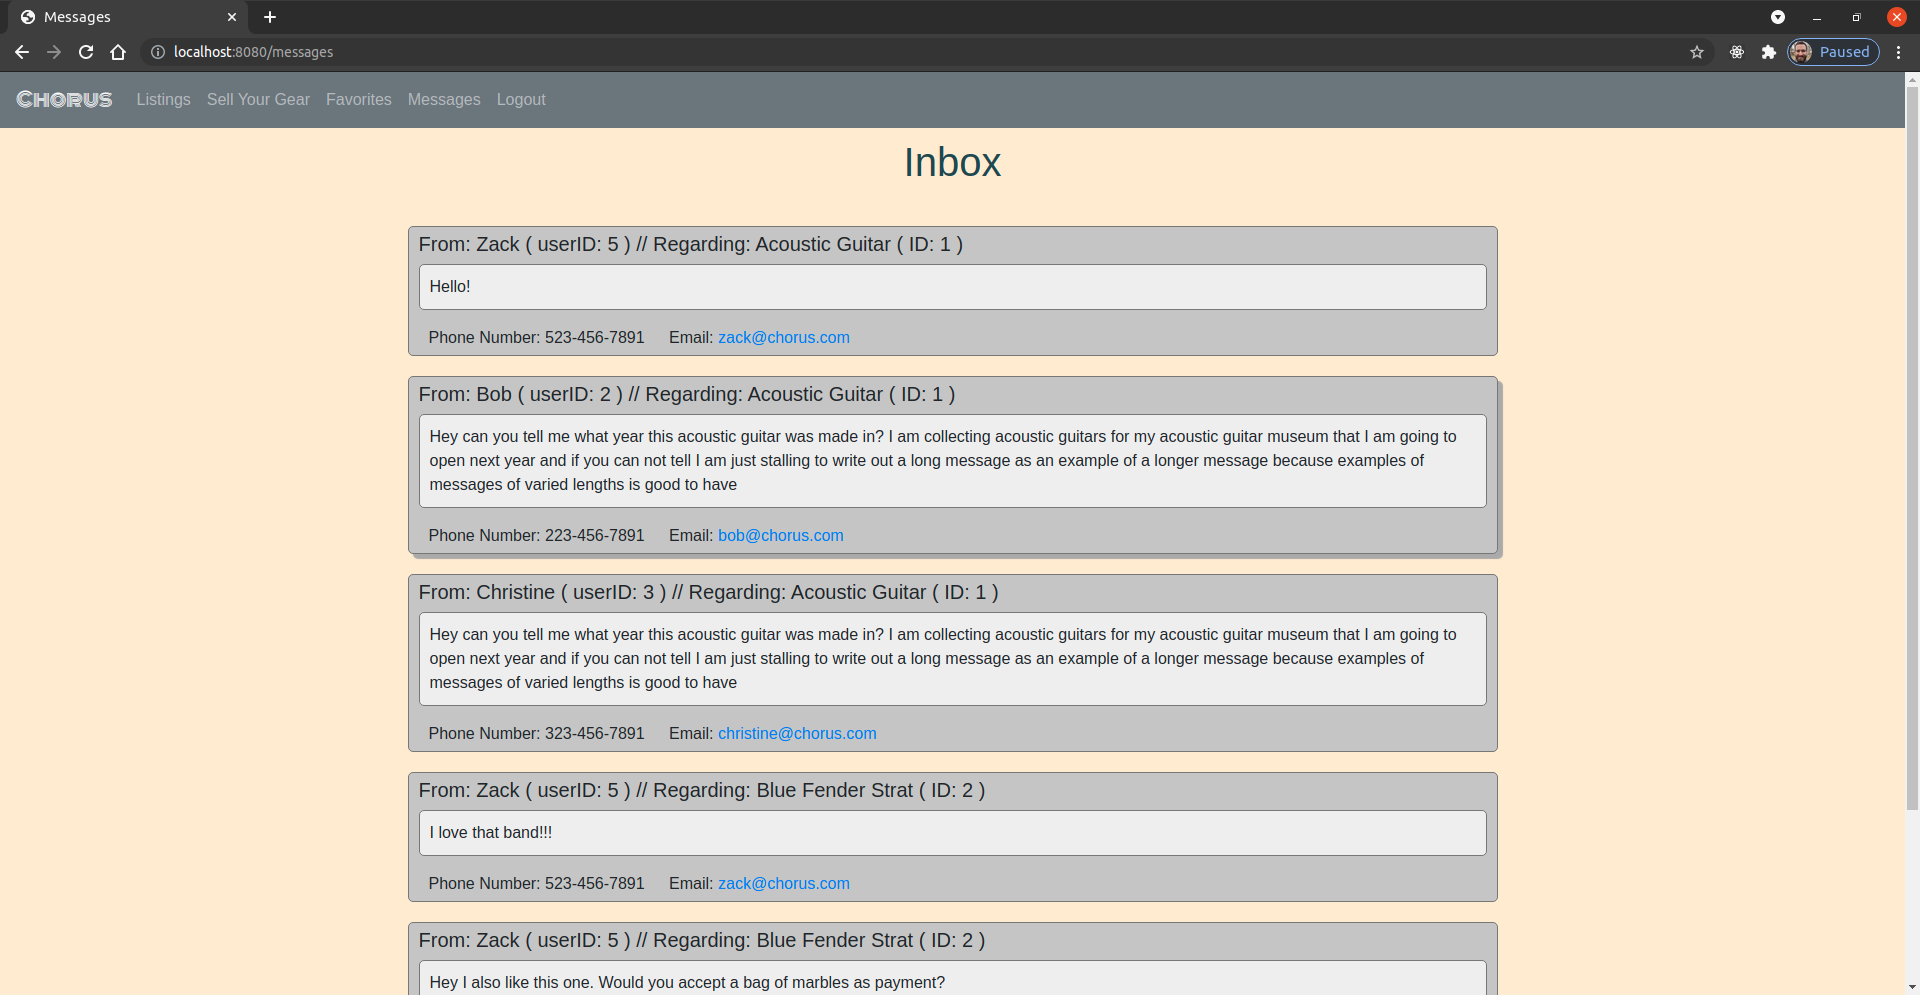 Messages
localhost:8080/messages
Paused
CHORUS Listings Sell Your Gear Favorites Messages Logout
Inbox
From: Zack ( userID: 5 ) // Regarding: Acoustic Guitar ( ID: 1 )
Hello!
Phone Number: 523-456-7891 Email: zack@chorus.com
From: Bob ( userID: 2 ) // Regarding: Acoustic Guitar ( ID: 1 )
Hey can you tell me what year this acoustic guitar was made in? I am collecting acoustic guitars for my acoustic guitar museum that I am going to
open next year and if you can not tell I am just stalling to write out a long message as an example of a longer message because examples of
messages of varied lengths is good to have
Phone Number: 223-456-7891 Email: bob@chorus.com
From: Christine ( userID: 3 ) // Regarding: Acoustic Guitar ( ID: 1 )
Hey can you tell me what year this acoustic guitar was made in? I am collecting acoustic guitars for my acoustic guitar museum that I am going to
open next year and if you can not tell I am just stalling to write out a long message as an example of a longer message because examples of
messages of varied lengths is good to have
Phone Number: 323-456-7891 Email: christine@chorus.com
From: Zack ( userID: 5 ) // Regarding: Blue Fender Strat ( ID: 2 )
I love that band!!!
Phone Number: 523-456-7891 Email: zack@chorus.com
From: Zack ( userID: 5 ) // Regarding: Blue Fender Strat ( ID: 2 )
Hey I also like this one. Would you accept a bag of marbles as payment?